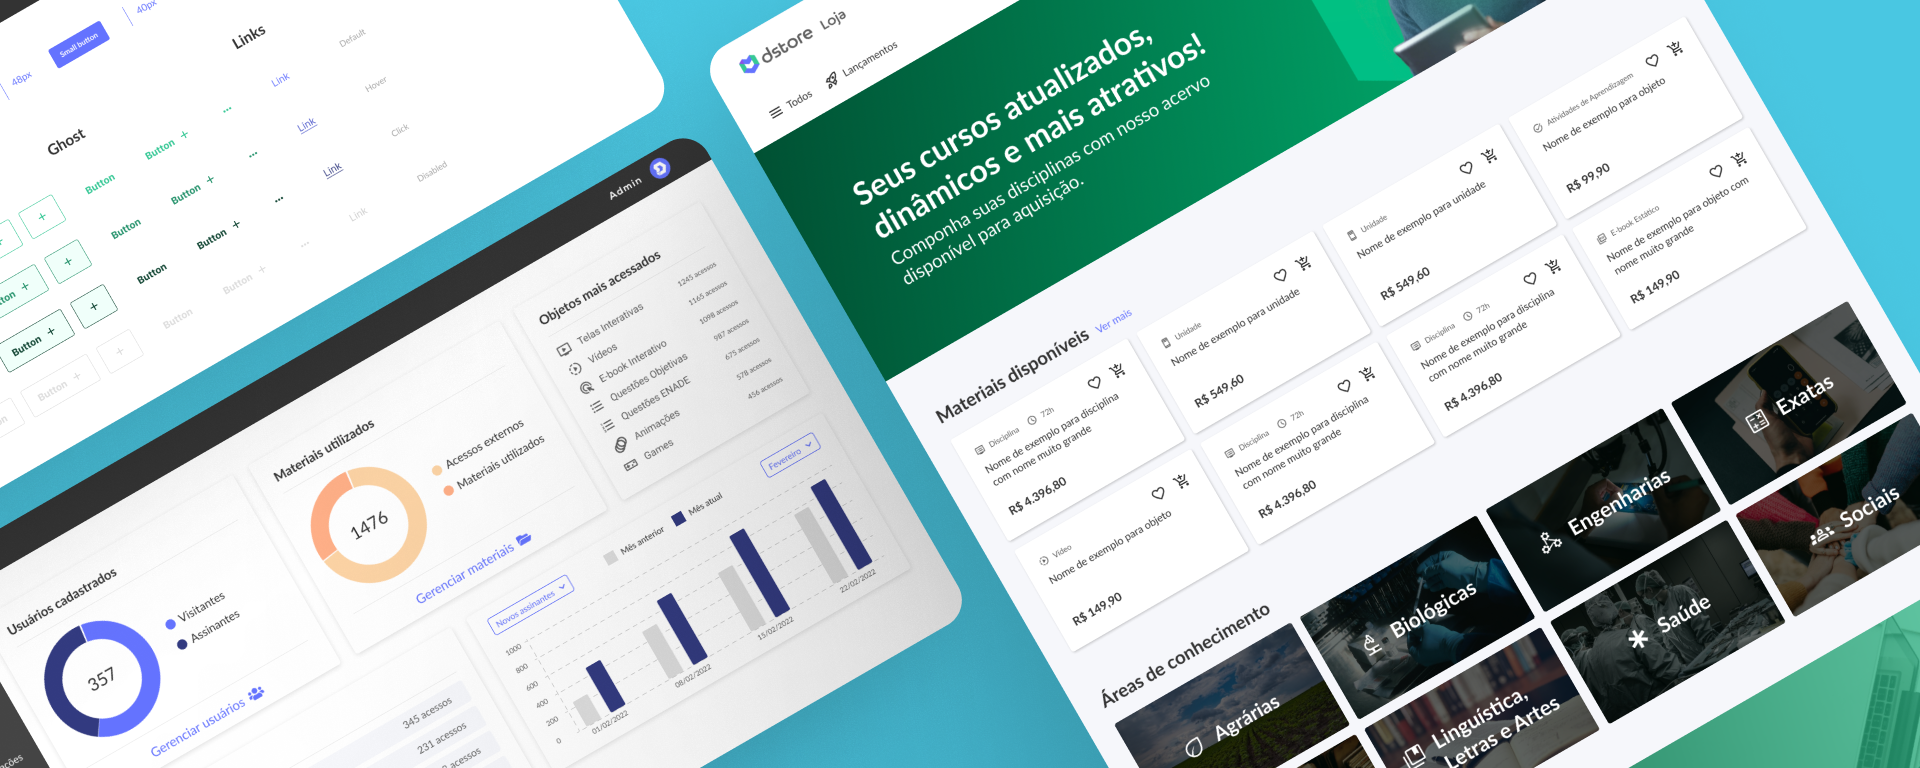 48px
Small button
40px
Links
Default
Link
Hover
Link
Click
Link
Disabled
Link
Ghost
Button +
...
Button
+
Button +
...
Button
+
Button +
...
Button
Button +
+
Button +
...
Button
Button +
+
Admin
Usuários cadastrados
357
Visitantes
Assinantes
Gerenciar usuários
Materiais utilizados
1476
Acessos externos
Materiais utilizados
Gerenciar materiais
Objetos mais acessados
Telas Interativas
1245 acessos
Vídeos
1165 acessos
E-book Interativo
1098 acessos
Questões Objetivas
987 acessos
Questões ENADE
675 acessos
Animações
578 acessos
Games
456 acessos
345 acessos
231 acessos
acessos
Novos assinantes
Mês anterior
Mês atual
Fevereiro
1000
800
600
400
200
0
01/02/2022
08/02/2022
15/02/2022
22/02/2022
dstore Loja
Todos
Lançamentos
Seus cursos atualizados,
dinâmicos e mais atrativos!
Componha suas disciplinas com nosso acervo
disponível para aquisição.
Materiais disponíveis
Ver mais
Disciplina
72h
Nome de exemplo para disciplina
com nome muito grande
R$ 4.396,80
Unidade
Nome de exemplo para unidade
R$ 549,60
Unidade
Nome de exemplo para unidade
R$ 549,60
Atividades de Aprendizagem
Nome de exemplo para objeto
R$ 99,90
Vídeo
Nome de exemplo para objeto
R$ 149,90
Disciplina
72h
Nome de exemplo para disciplina
com nome muito grande
R$ 4.396,80
Disciplina
72h
Nome de exemplo para disciplina
com nome muito grande
R$ 4.396,80
E-book Estático
Nome de exemplo para objeto com
nome muito grande
R$ 149,90
Áreas de conhecimento
Agrárias
Biológicas
Engenharias
Exatas
Linguística,
Letras e Artes
Saúde
Sociais